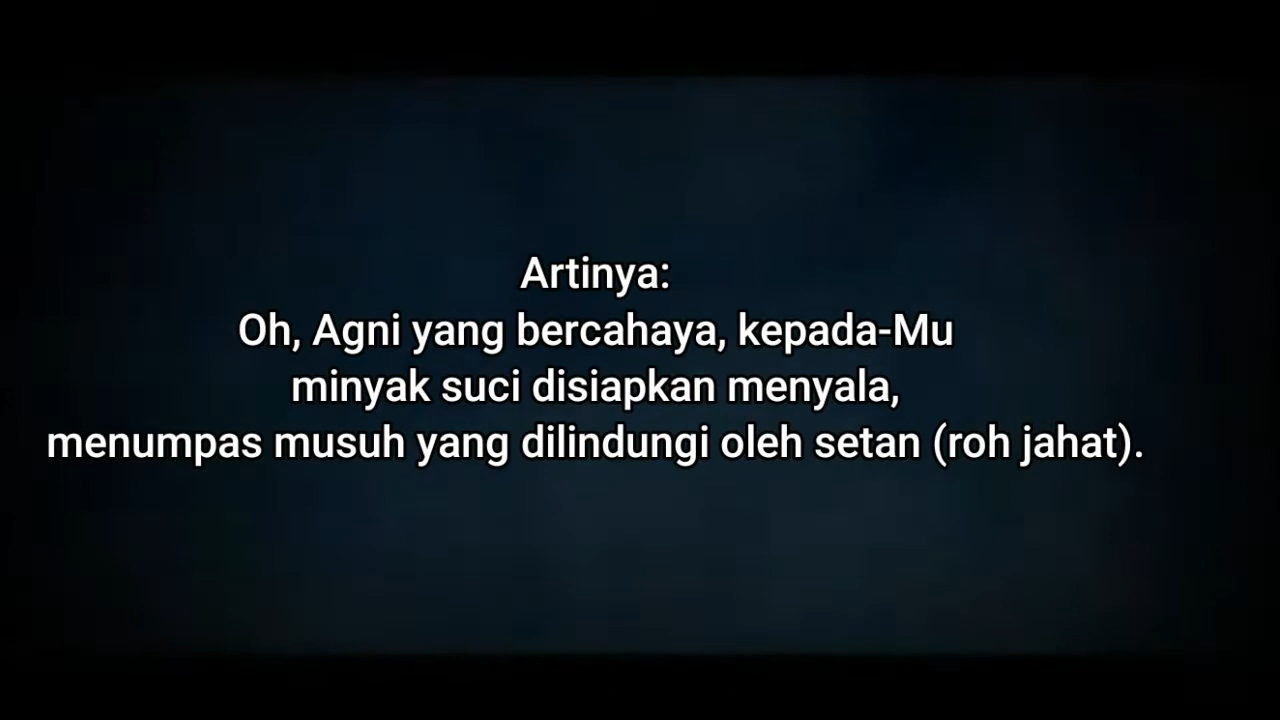 Artinya:
Oh, Agni yang bercahaya, kepada-Mu
minyak suci disiapkan menyala,
menumpas musuh yang dilindungi oleh setan (roh jahat).